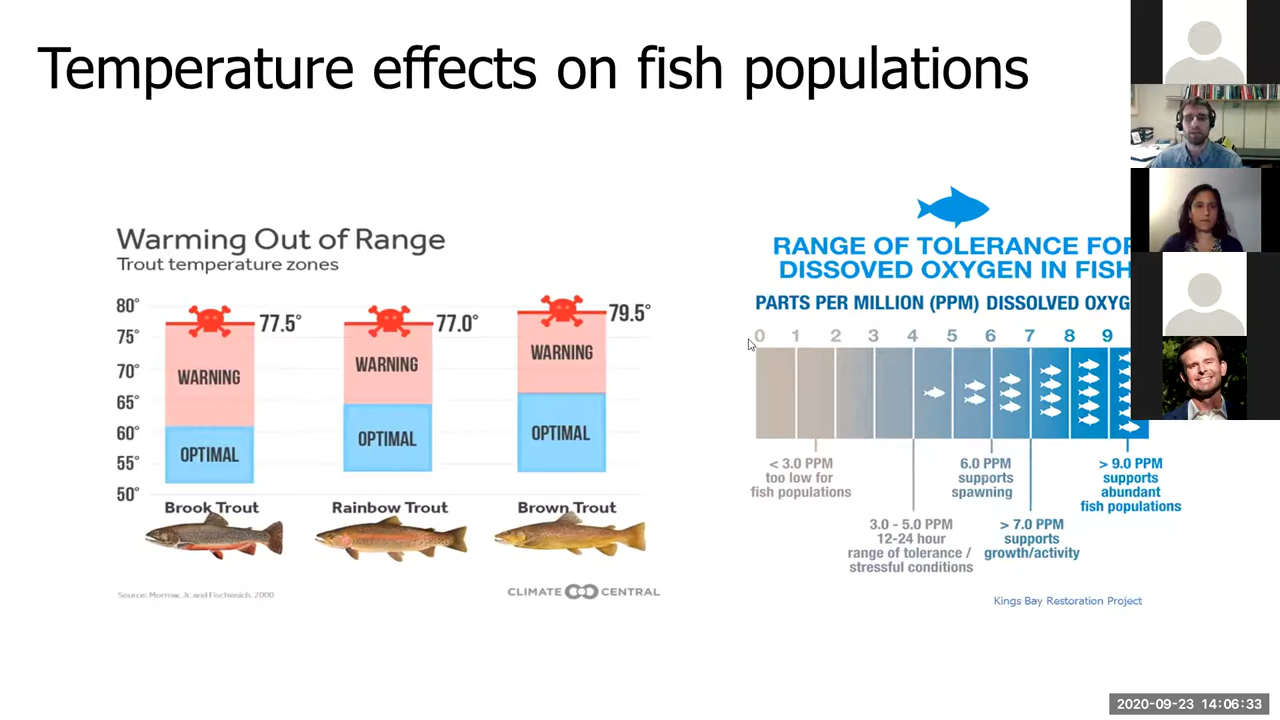 Temperature effects on fish populations
Warming Out of Range
Trout temperature zones
80°
75°
70°
65°
60°
55°
50°
77.5°
WARNING
OPTIMAL
Brook Trout
77.0°
WARNING
OPTIMAL
Rainbow Trout
79.5°
WARNING
OPTIMAL
Brown Trout
Source: Morrow, Jr. and Fischenich, 2000
CLIMATE CENTRAL
RANGE OF TOLERANCE FOR
DISSOVED OXYGEN IN FISH
PARTS PER MILLION (PPM) DISSOLVED OXYG
0 1 2 3 4 5 6 7 8 9
< 3.0 PPM
too low for
fish populations
3.0 - 5.0 PPM
12-24 hour
range of tolerance /
stressful conditions
6.0 PPM
supports
spawning
> 7.0 PPM
supports
growth/activity
> 9.0 PPM
supports
abundant
fish populations
Kings Bay Restoration Project
2020-09-23 14:06:33